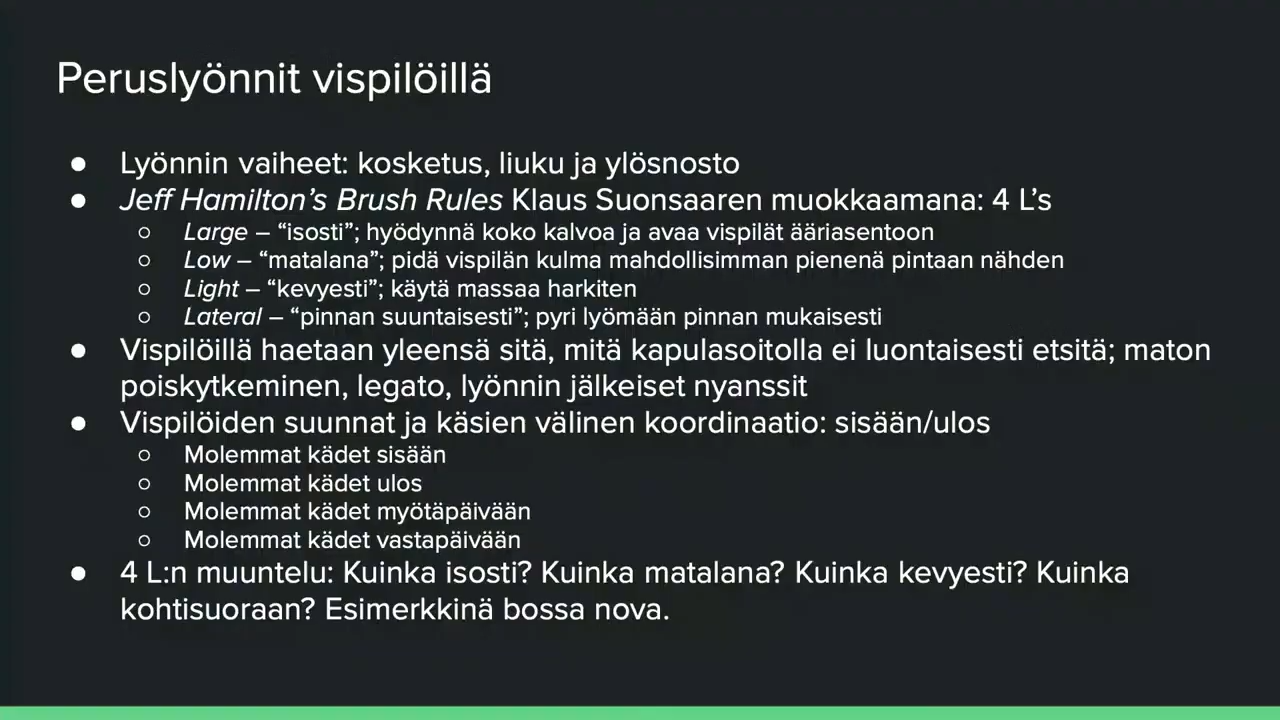 Peruslyönnit vispilöillä
● Lyönnin vaiheet: kosketus, liuku ja ylösnosto
● Jeff Hamilton’s Brush Rules Klaus Suonsaaren muokkaamana: 4 L’s
○ Large – “isosti”; hyödynnä koko kalvoa ja avaa vispilät ääriasentoon
○ Low – “matalana”; pidä vispilän kulma mahdollisimman pienenä pintaan nähden
○ Light – “kevyesti”; käytä massaa harkiten
○ Lateral – “pinnan suuntaisesti”; pyri lyömään pinnan mukaisesti
● Vispilöillä haetaan yleensä sitä, mitä kapulasoitolla ei luontaisesti etsitä; maton
poiskytkeminen, legato, lyönnin jälkeiset nyanssit
● Vispilöiden suunnat ja käsien välinen koordinaatio: sisään/ulos
○ Molemmat kädet sisään
○ Molemmat kädet ulos
○ Molemmat kädet myötäpäivään
○ Molemmat kädet vastapäivään
● 4 L:n muuntelu: Kuinka isosti? Kuinka matalana? Kuinka kevyesti? Kuinka
kohtisuoraan? Esimerkkinä bossa nova.